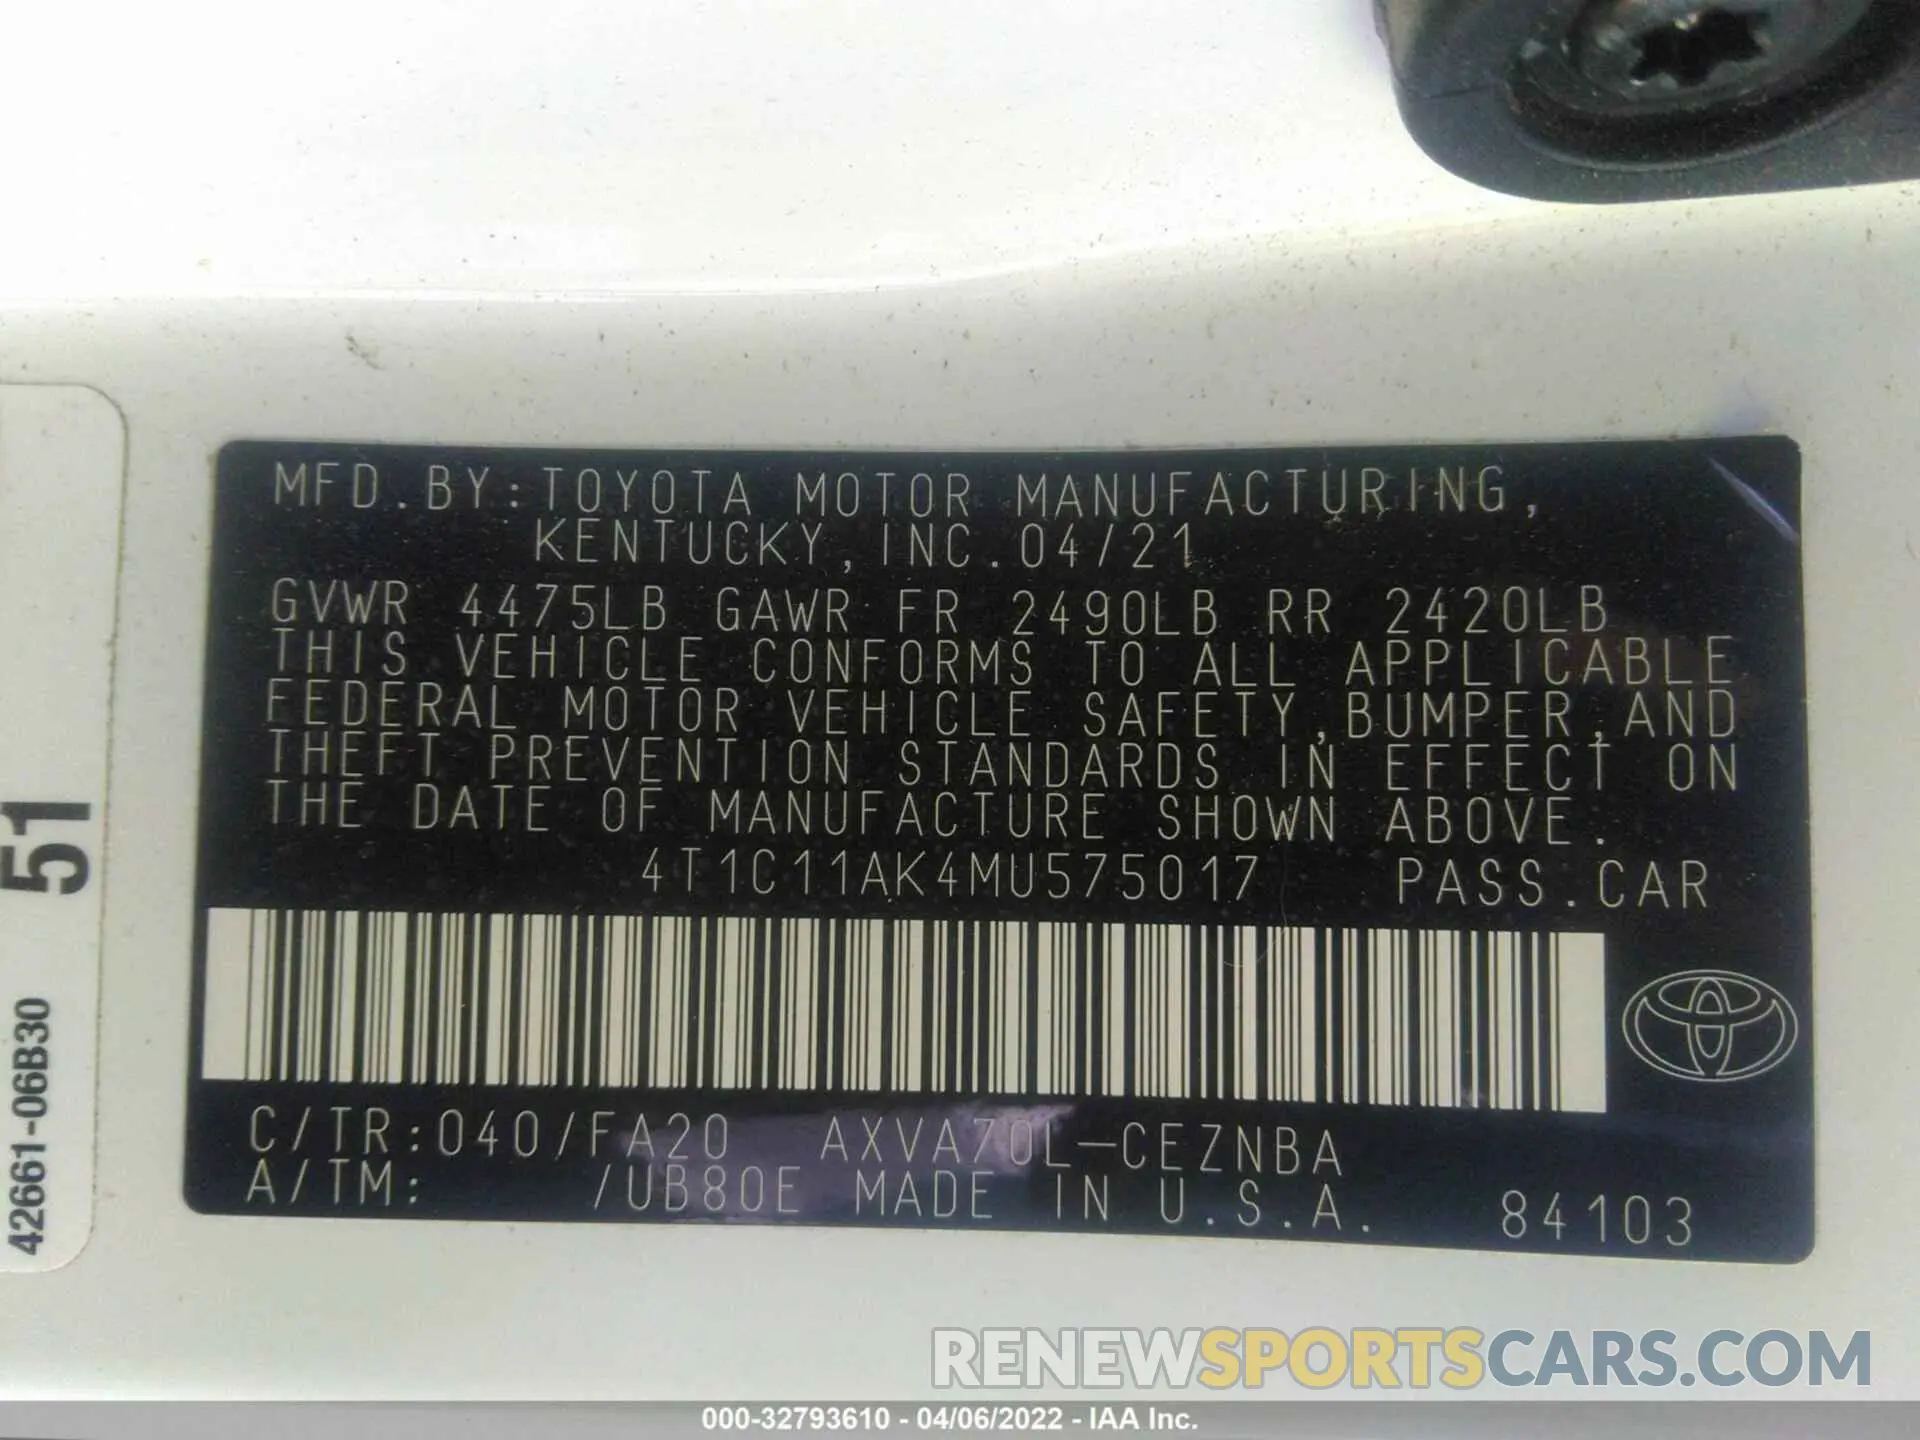 MFD.BY:TOYOTA MOTOR MANUFACTURING,
KENTUCKY,INC.04/21
GVWR 4475LB GAWR FR 2490LB RR 2420LB
THIS VEHICLE CONFORMS TO ALL APPLICABLE
FEDERAL MOTOR VEHICLE SAFETY,BUMPER,AND
THEFT PREVENTION STANDARDS IN EFFECT ON
THE DATE OF MANUFACTURE SHOWN ABOVE.
4T1C11AK4MU575017 PASS.CAR
C/TR:040/FA20 AXVA70L-CEZNBA
A/TM: /UB80E MADE IN U.S.A. 84103
51
42661-06B30
RENEWSPORTSCARS.COM
000-32793610 - 04/06/2022 - IAA Inc.